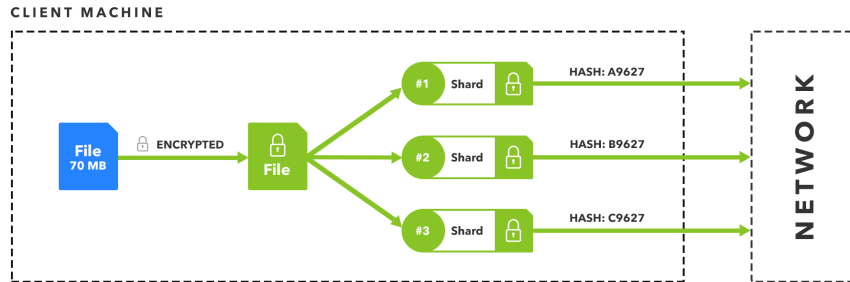 CLIENT MACHINE
File
70 MB
ENCRYPTED
File
#1
Shard
HASH: A9627
#2
Shard
HASH: B9627
#3
Shard
HASH: C9627
NETWORK